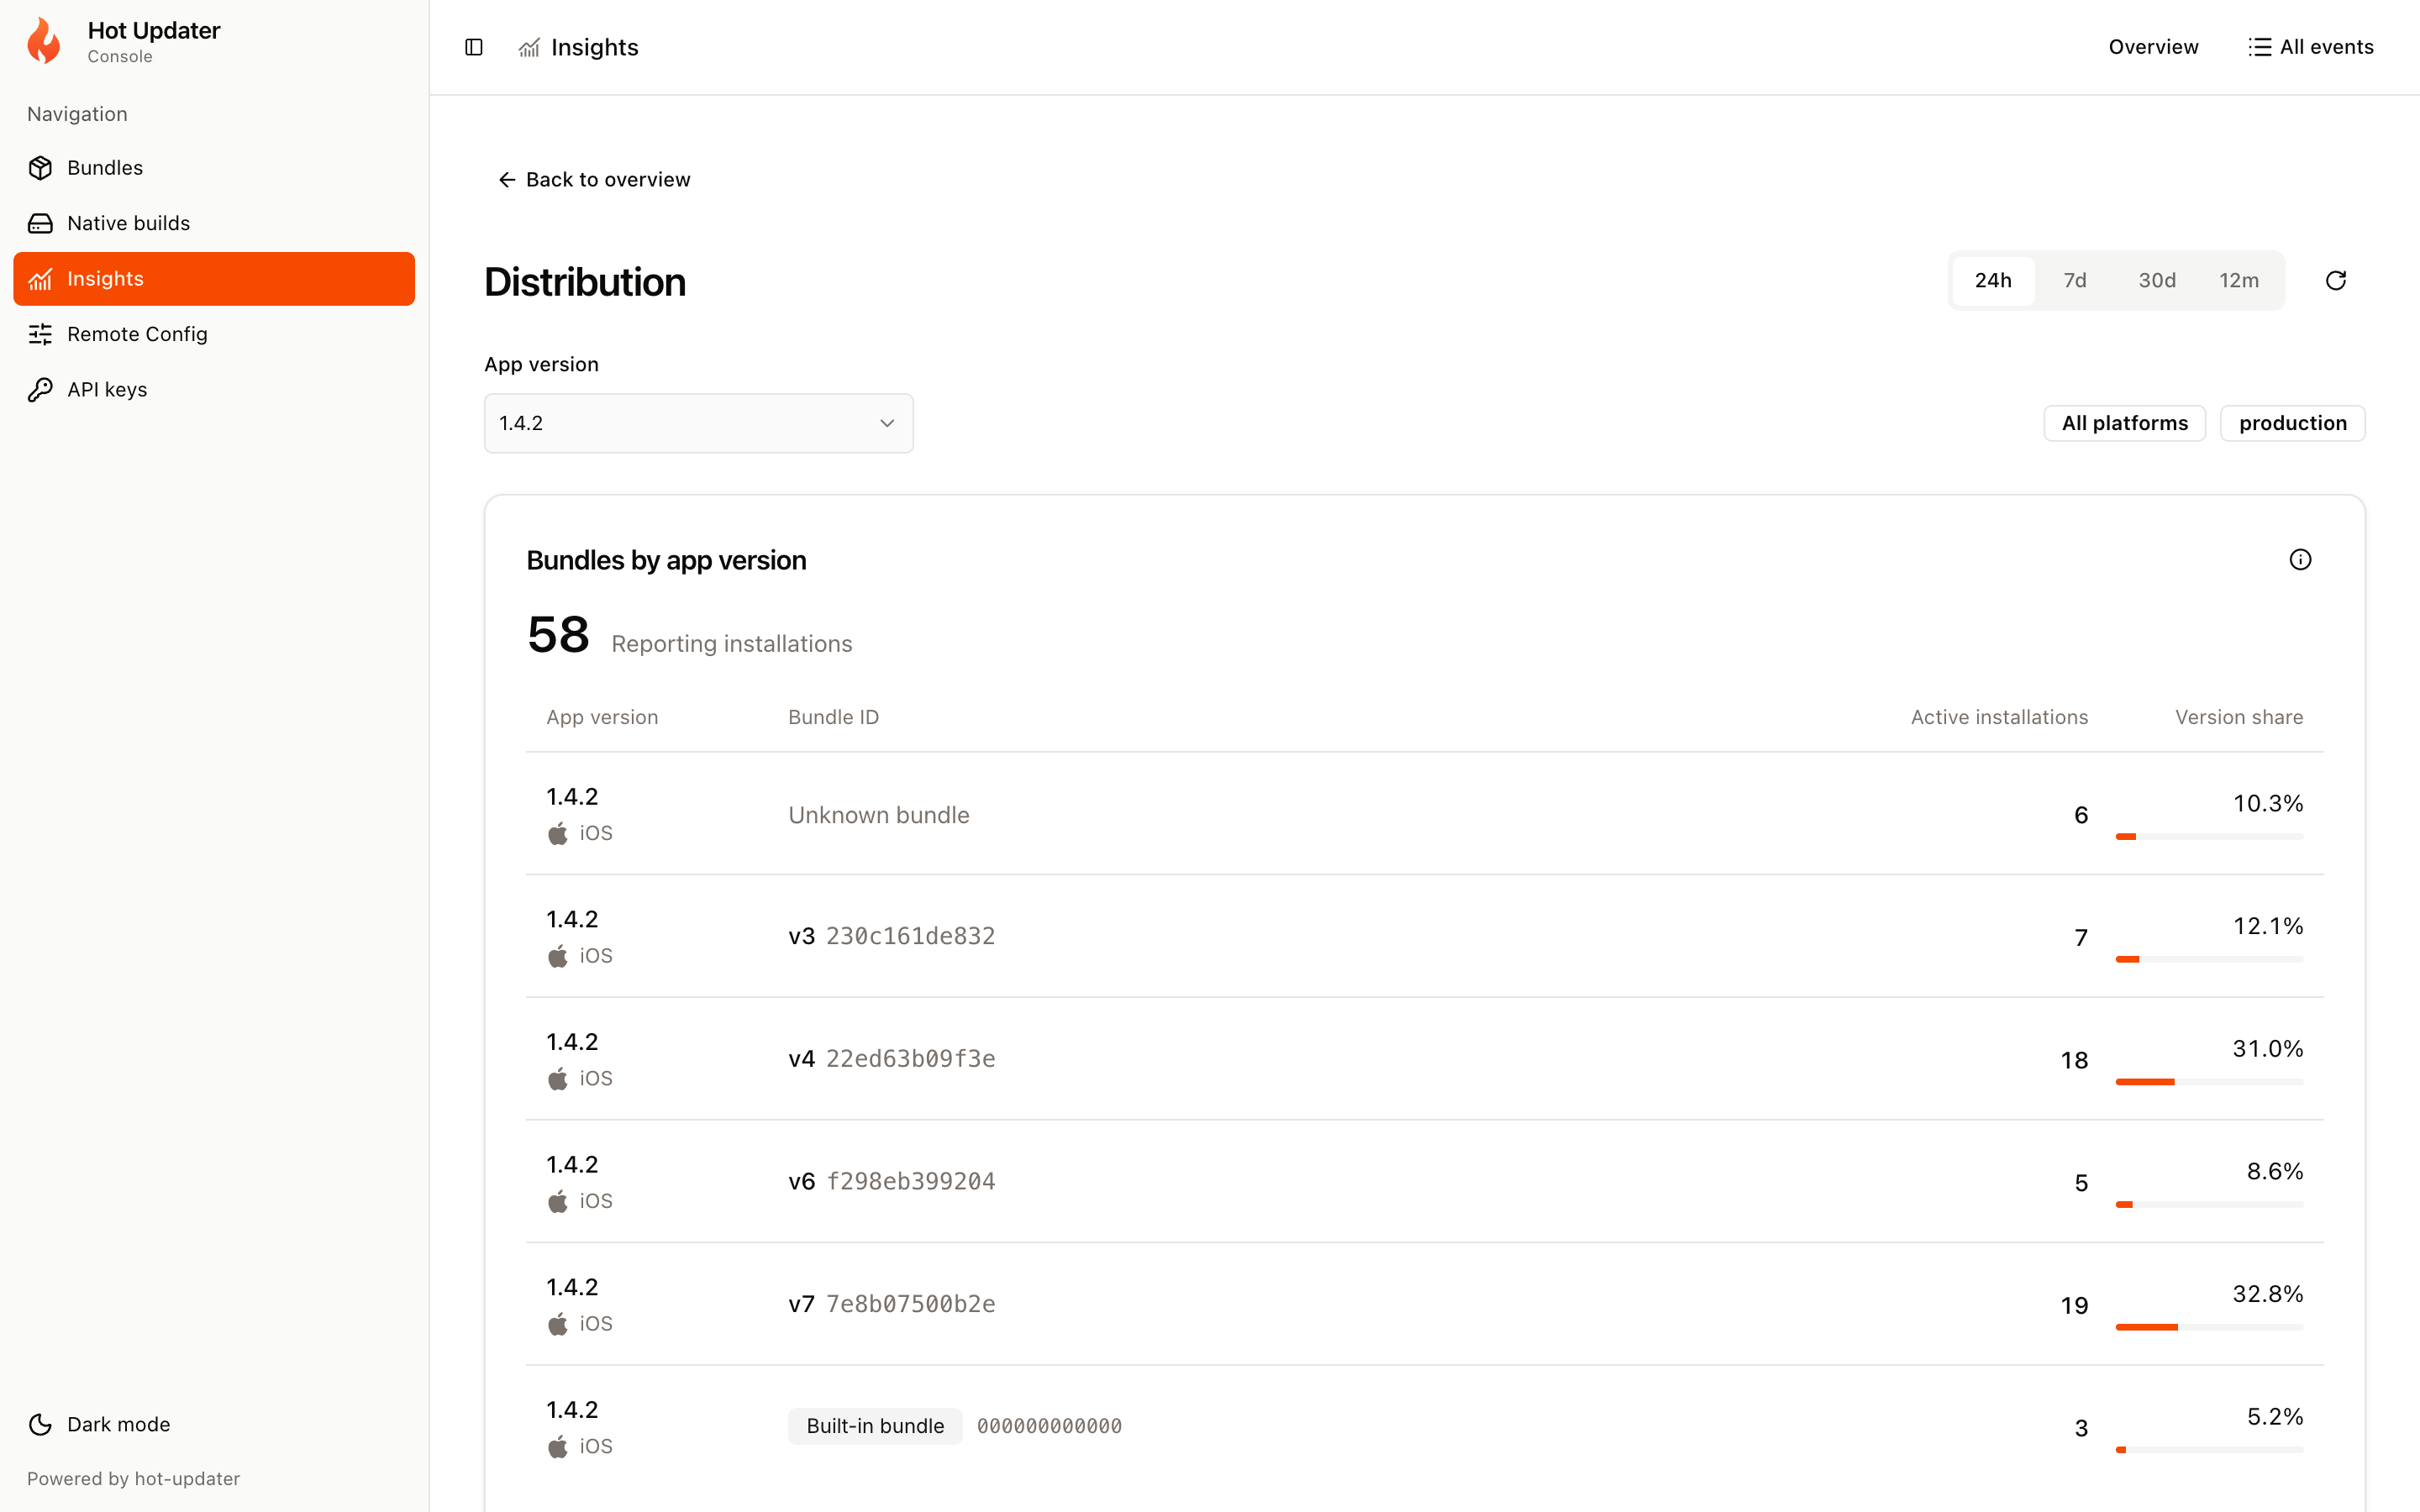 Hot Updater
Console
Navigation
Bundles
Native builds
Insights
Remote Config
API keys
Dark mode
Powered by hot-updater
Insights
Overview
All events
Back to overview
Distribution
24h 7d 30d 12m
App version
1.4.2
All platforms production
Bundles by app version
58 Reporting installations
App version Bundle ID Active installations Version share
1.4.2
iOS
Unknown bundle
6
10.3%
1.4.2
iOS
v3 230c161de832
7
12.1%
1.4.2
iOS
v4 22ed63b09f3e
18
31.0%
1.4.2
iOS
v6 f298eb399204
5
8.6%
1.4.2
iOS
v7 7e8b07500b2e
19
32.8%
1.4.2
iOS
Built-in bundle 000000000000
3
5.2%